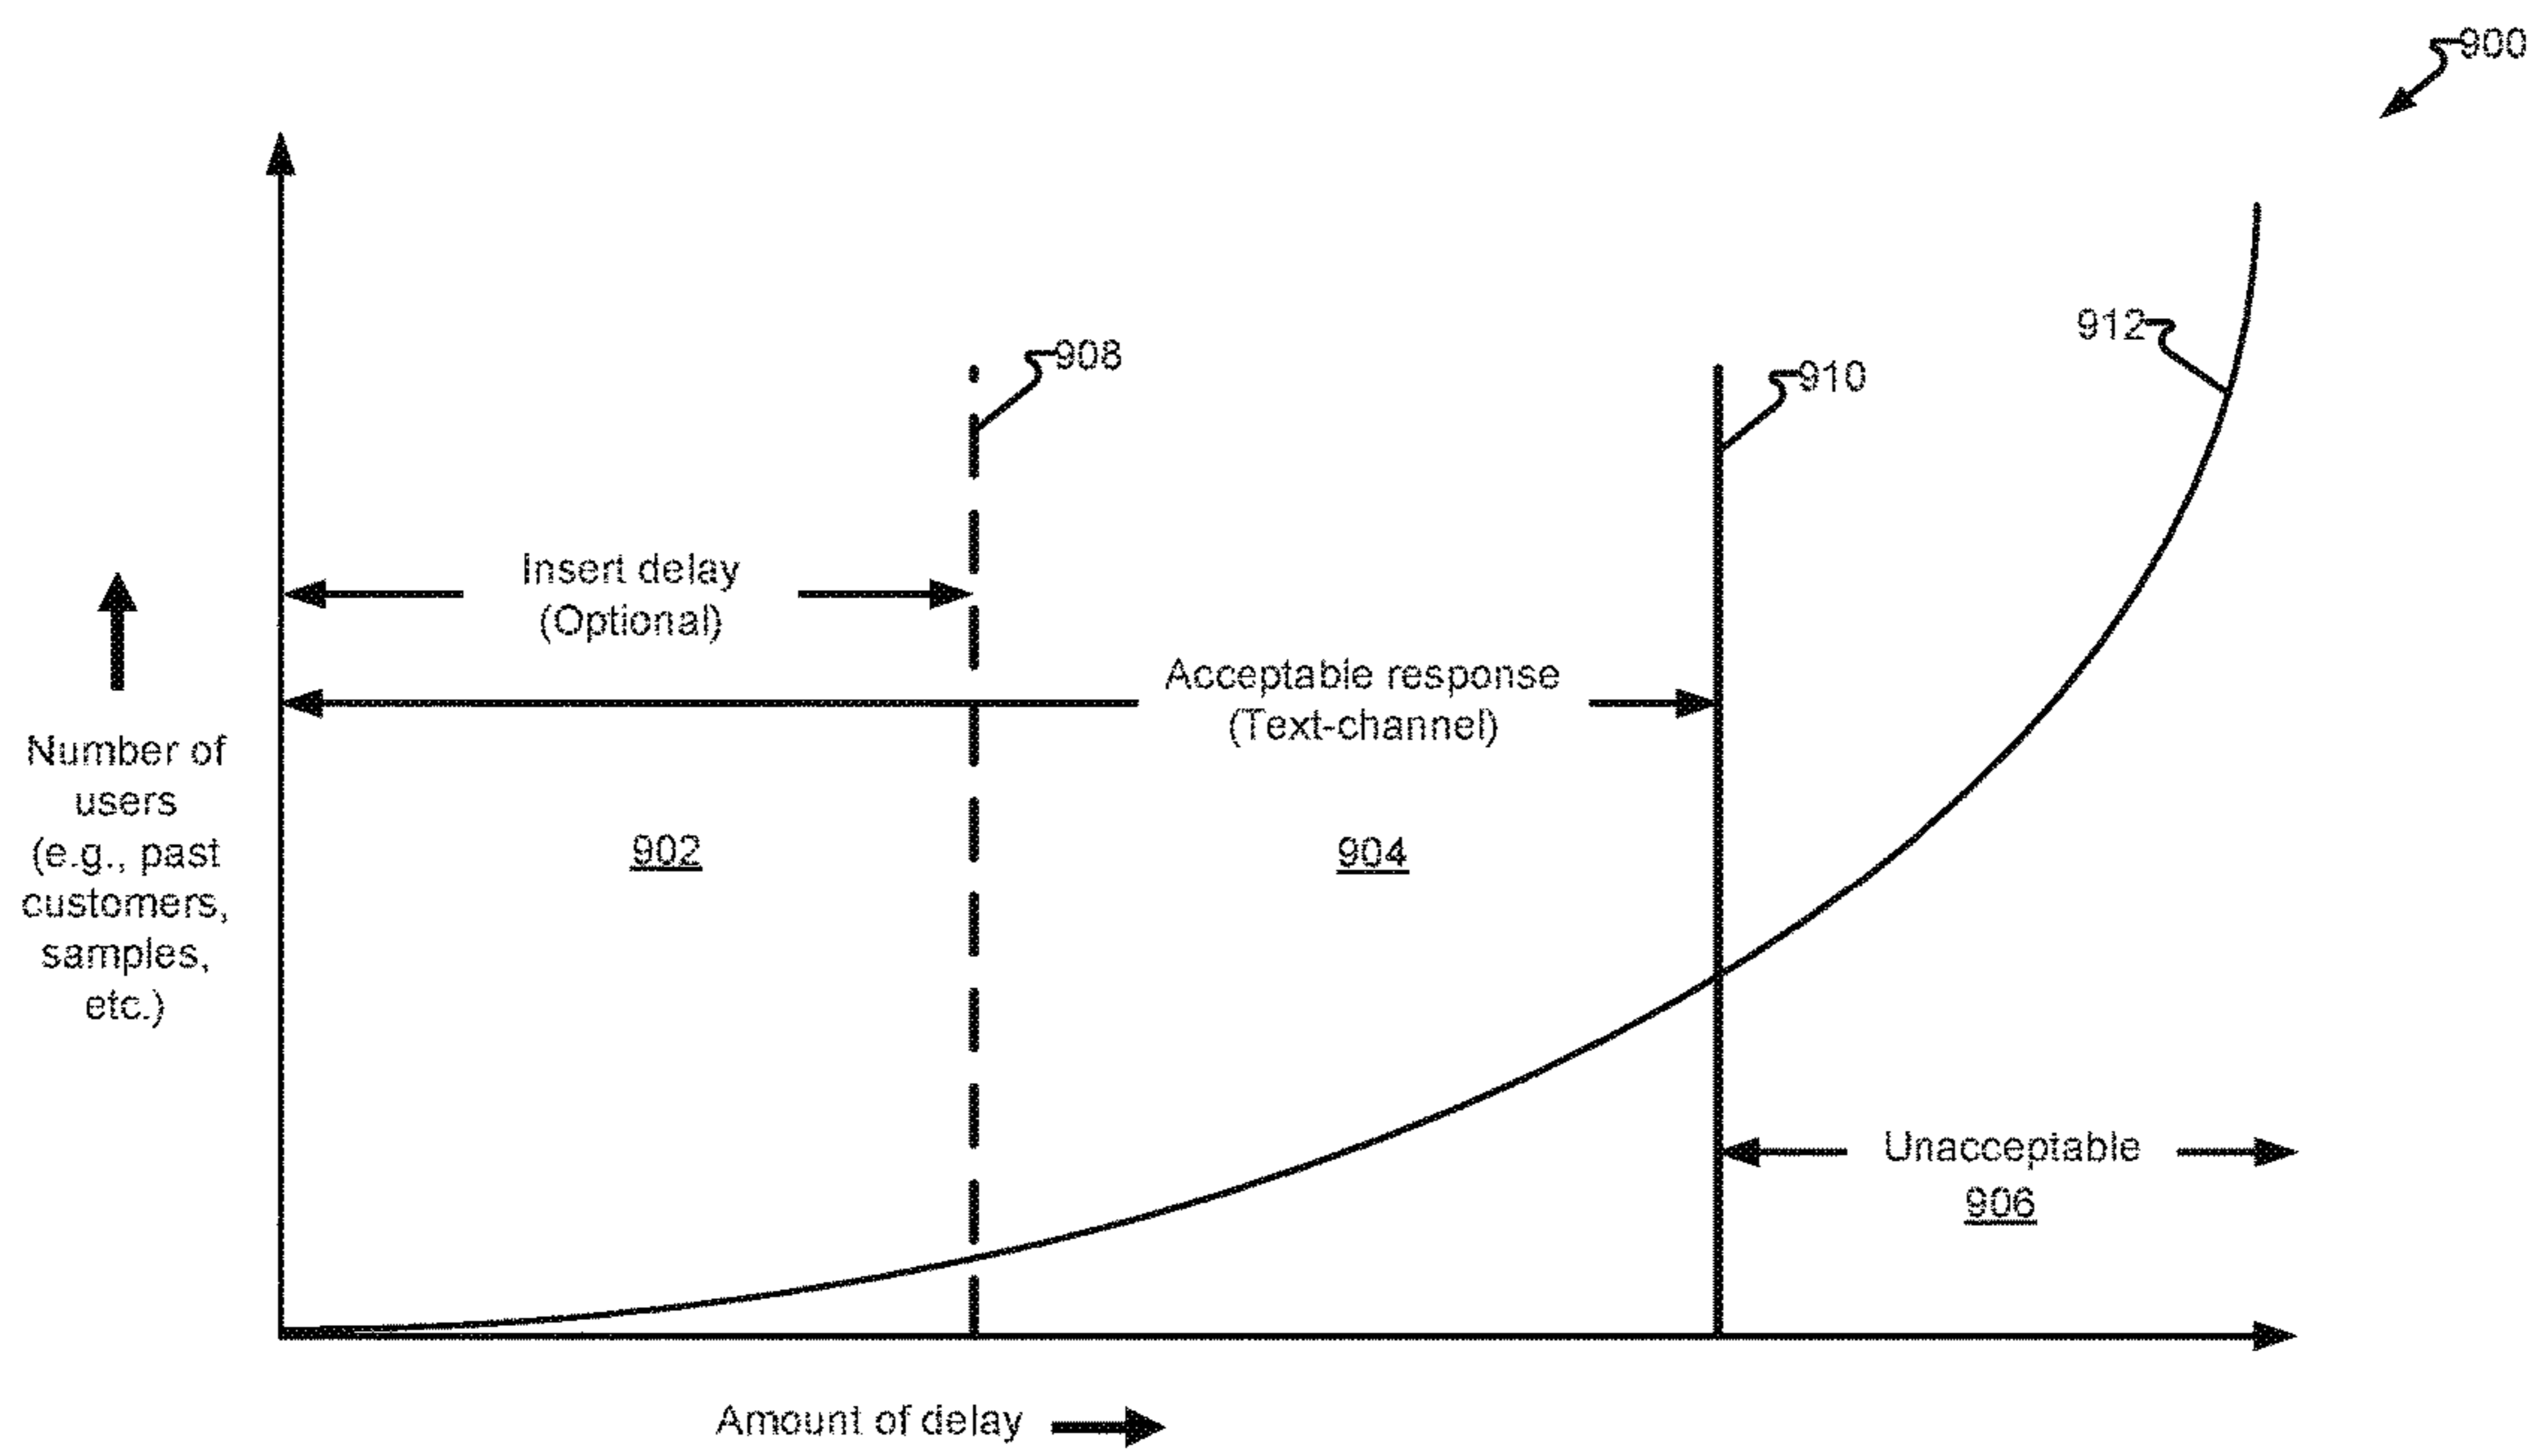 900
912
908
910
Insert delay
(Optional)
Acceptable response
(Text-channel)
Number of
users
(e.g., past
customers,
samples,
etc.)
902
904
Unacceptable
906
Amount of delay